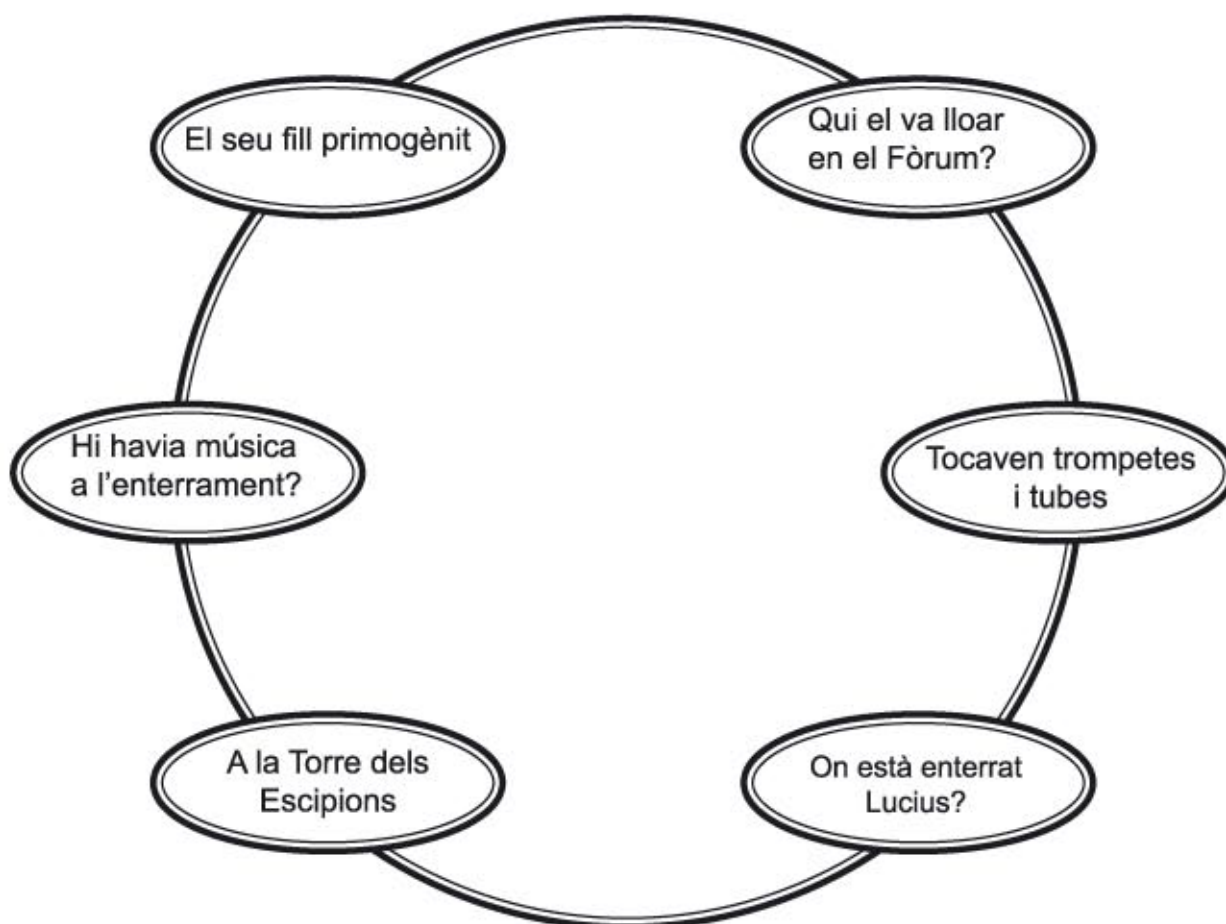 El seu fill primogènit
Qui el va lloar
en el Fòrum?
Hi havia música
a l'enterrament?
Tocaven trompetes
i tubes
A la Torre dels
Escipions
On està enterrat
Lucius?